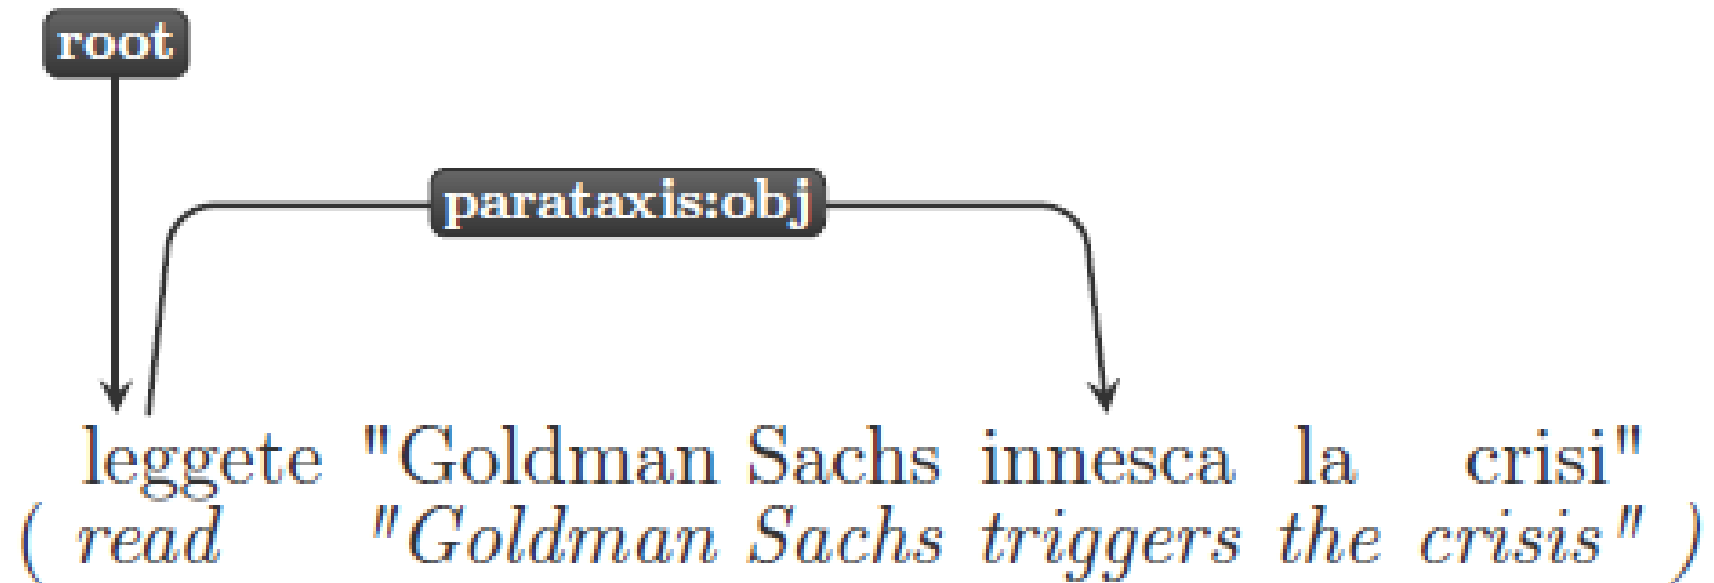 root
parataxis:obj
leggete "Goldman Sachs innesca la crisi"
( read "Goldman Sachs triggers the crisis" )